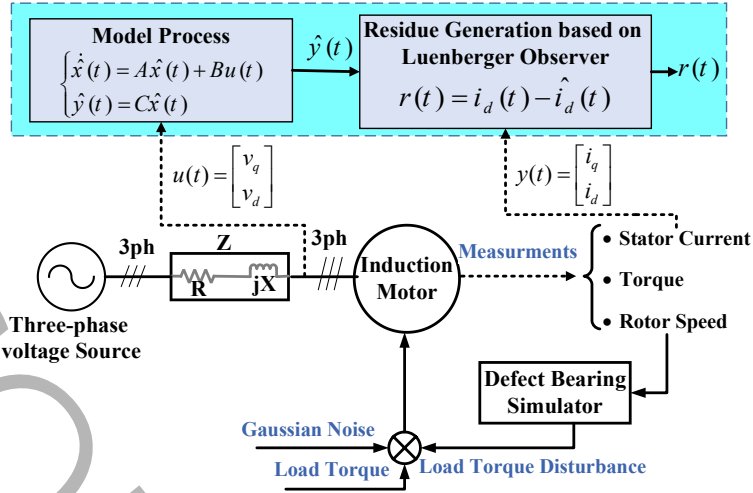 Model Process
ẋ̂(t) = Ax̂(t) + Bu(t)
ŷ(t) = Cx̂(t)
ŷ(t)
Residue Generation based on
Luenberger Observer
r(t) = i_d(t) − î_d(t)
r(t)
u(t) = [v_q
v_d]
y(t) = [i_q
i_d]
3ph
Z
R
jX
3ph
Three-phase
voltage Source
Induction
Motor
Measurments
• Stator Current
• Torque
• Rotor Speed
Defect Bearing
Simulator
Gaussian Noise
Load Torque
Load Torque Disturbance